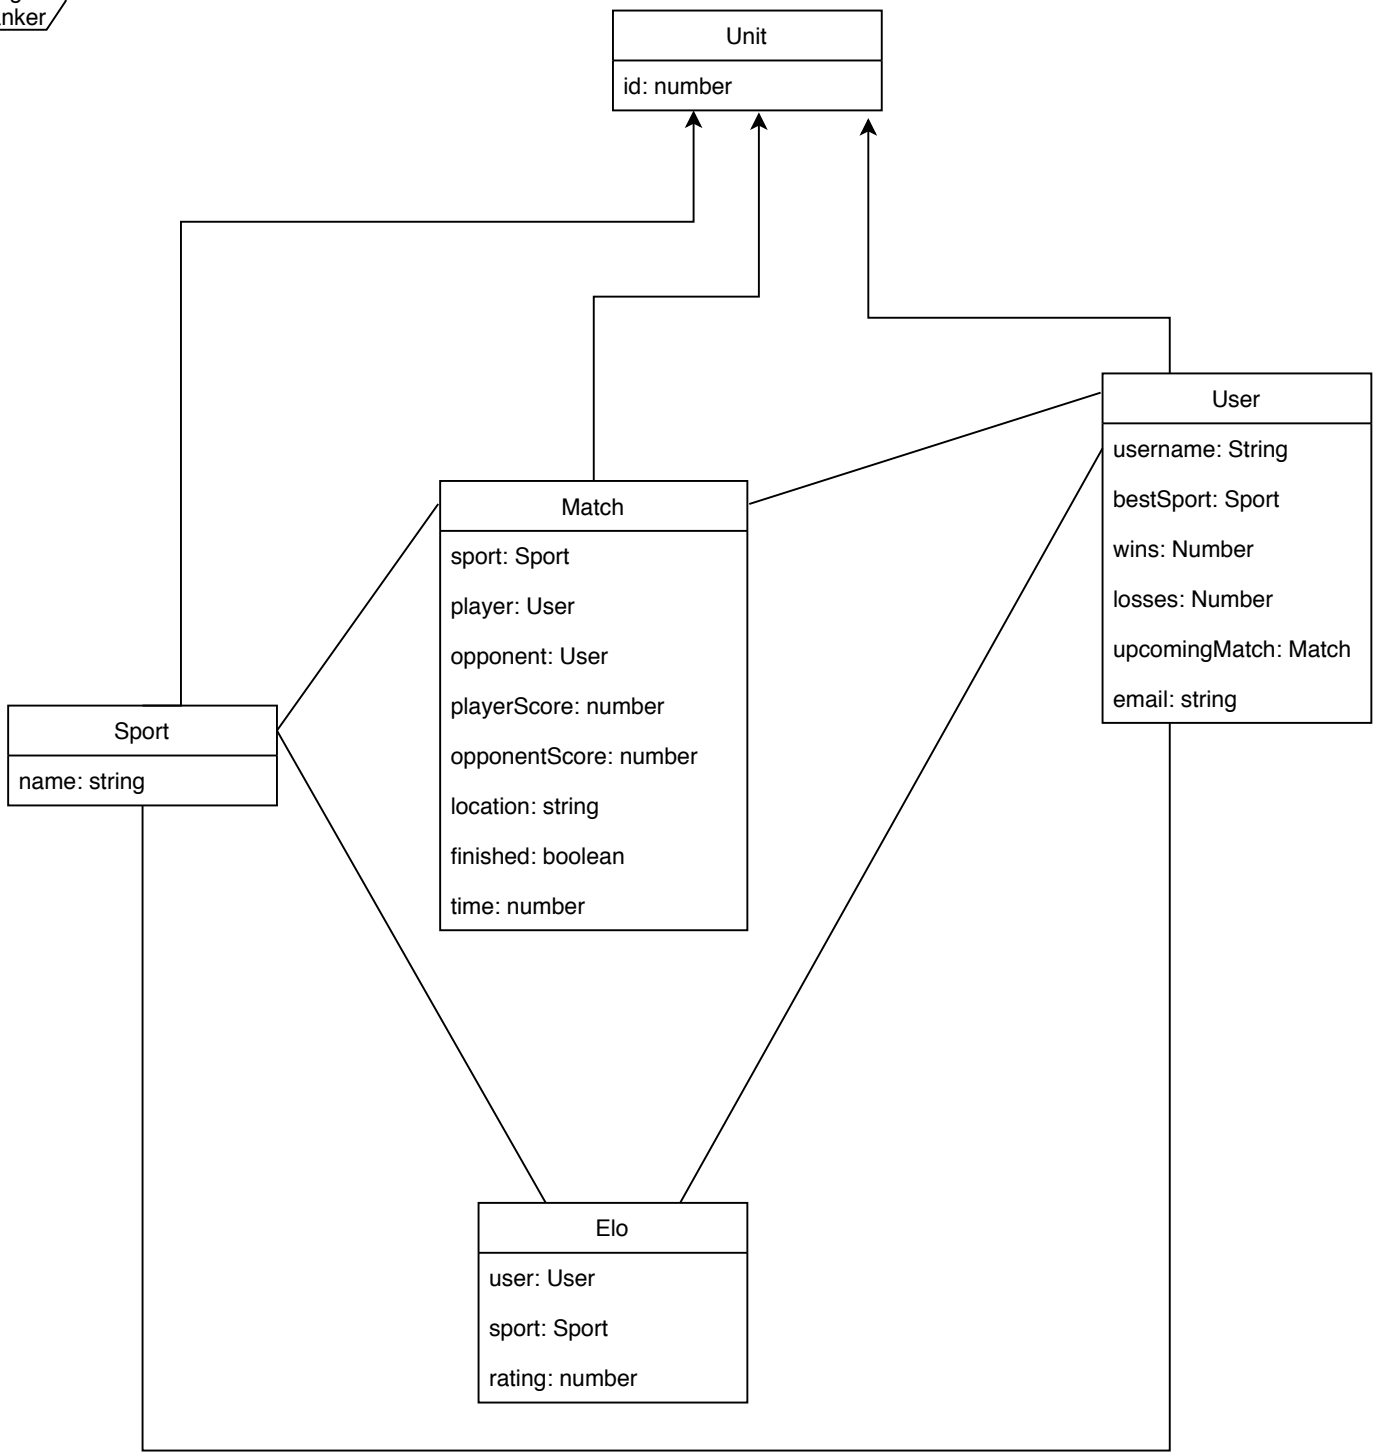 anker
Unit
id: number
User
username: String
bestSport: Sport
wins: Number
losses: Number
upcomingMatch: Match
email: string
Match
sport: Sport
player: User
opponent: User
playerScore: number
opponentScore: number
location: string
finished: boolean
time: number
Sport
name: string
Elo
user: User
sport: Sport
rating: number